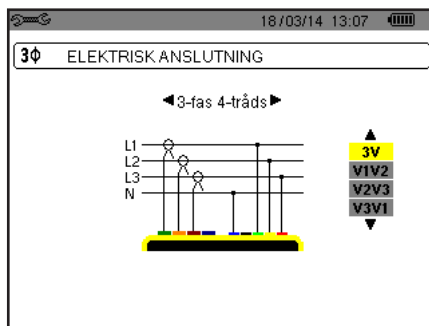 18/03/14 13:07
3Φ ELEKTRISK ANSLUTNING
◄3-fas 4-tråds►
L1
L2
L3
N
3V
V1V2
V2V3
V3V1